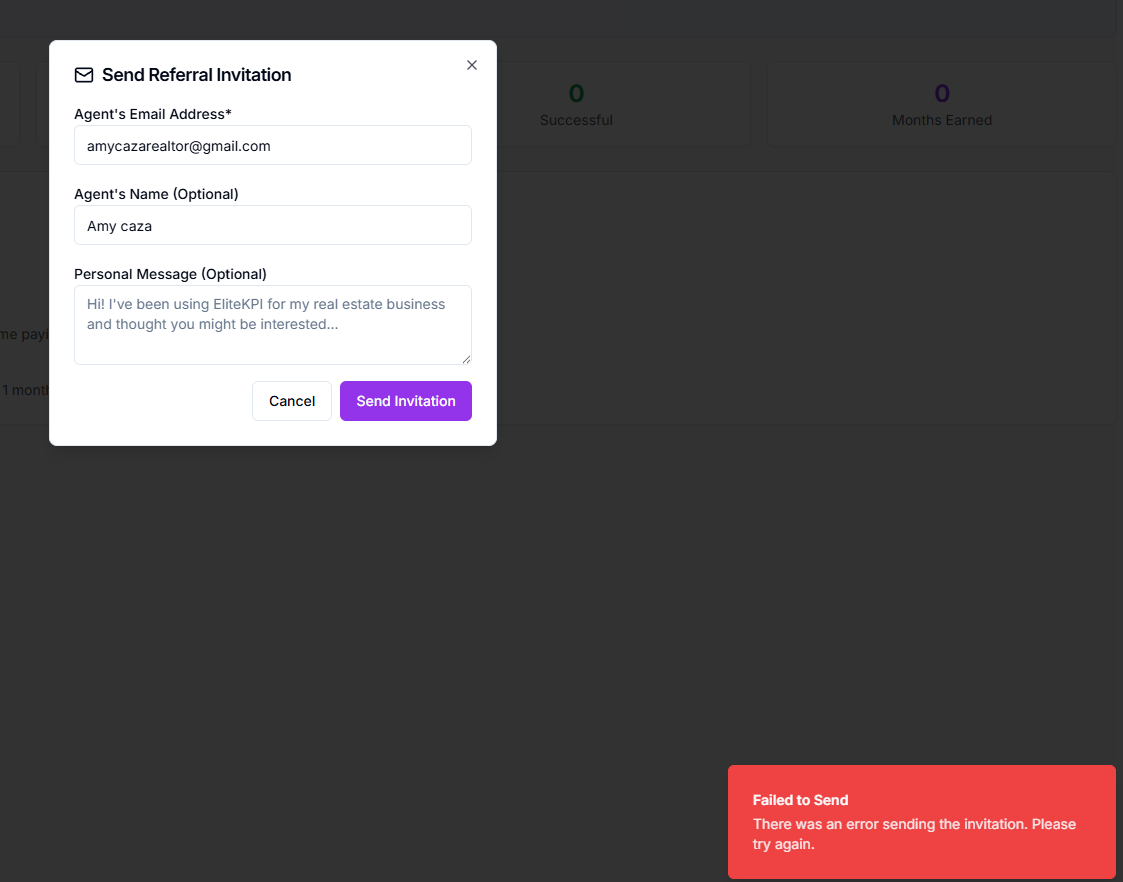 Send Referral Invitation
Agent's Email Address*
amycazarealtor@gmail.com
Agent's Name (Optional)
Amy caza
Personal Message (Optional)
Hi! I've been using EliteKPI for my real estate business
and thought you might be interested...
Cancel
Send Invitation
0
Successful
0
Months Earned
1 month
Failed to Send
There was an error sending the invitation. Please
try again.